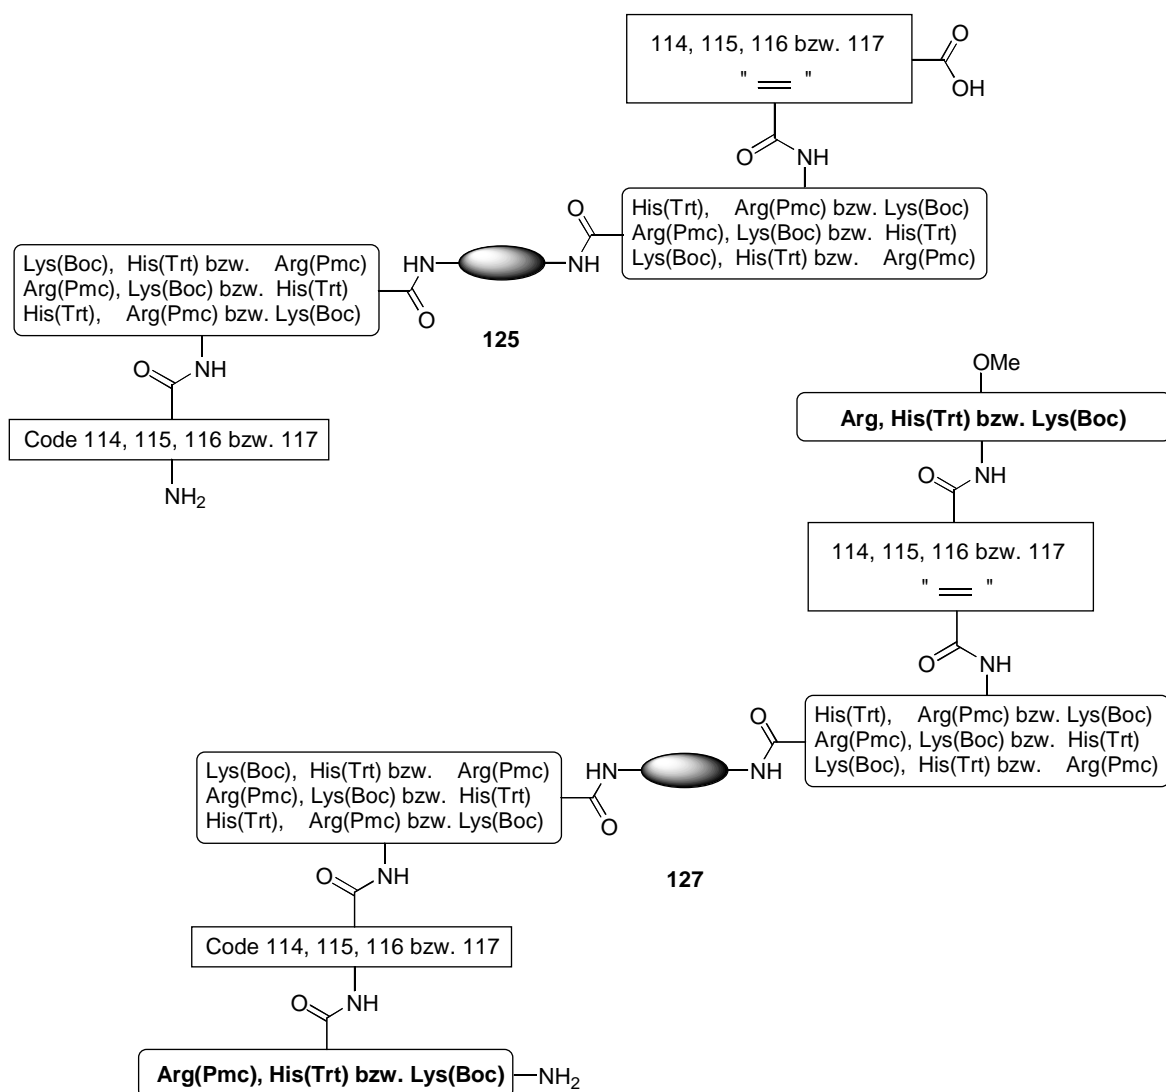 114, 115, 116 bzw. 117
" = "
O
OH
O
NH
His(Trt), Arg(Pmc) bzw. Lys(Boc)
Arg(Pmc), Lys(Boc) bzw. His(Trt)
Lys(Boc), His(Trt) bzw. Arg(Pmc)
O
HN
NH
Lys(Boc), His(Trt) bzw. Arg(Pmc)
Arg(Pmc), Lys(Boc) bzw. His(Trt)
His(Trt), Arg(Pmc) bzw. Lys(Boc)
O
125
O
NH
Code 114, 115, 116 bzw. 117
NH2
OMe
Arg, His(Trt) bzw. Lys(Boc)
O
NH
114, 115, 116 bzw. 117
" = "
O
NH
His(Trt), Arg(Pmc) bzw. Lys(Boc)
Arg(Pmc), Lys(Boc) bzw. His(Trt)
Lys(Boc), His(Trt) bzw. Arg(Pmc)
O
HN
NH
Lys(Boc), His(Trt) bzw. Arg(Pmc)
Arg(Pmc), Lys(Boc) bzw. His(Trt)
His(Trt), Arg(Pmc) bzw. Lys(Boc)
O
127
O
NH
Code 114, 115, 116 bzw. 117
O
NH
Arg(Pmc), His(Trt) bzw. Lys(Boc)
NH2